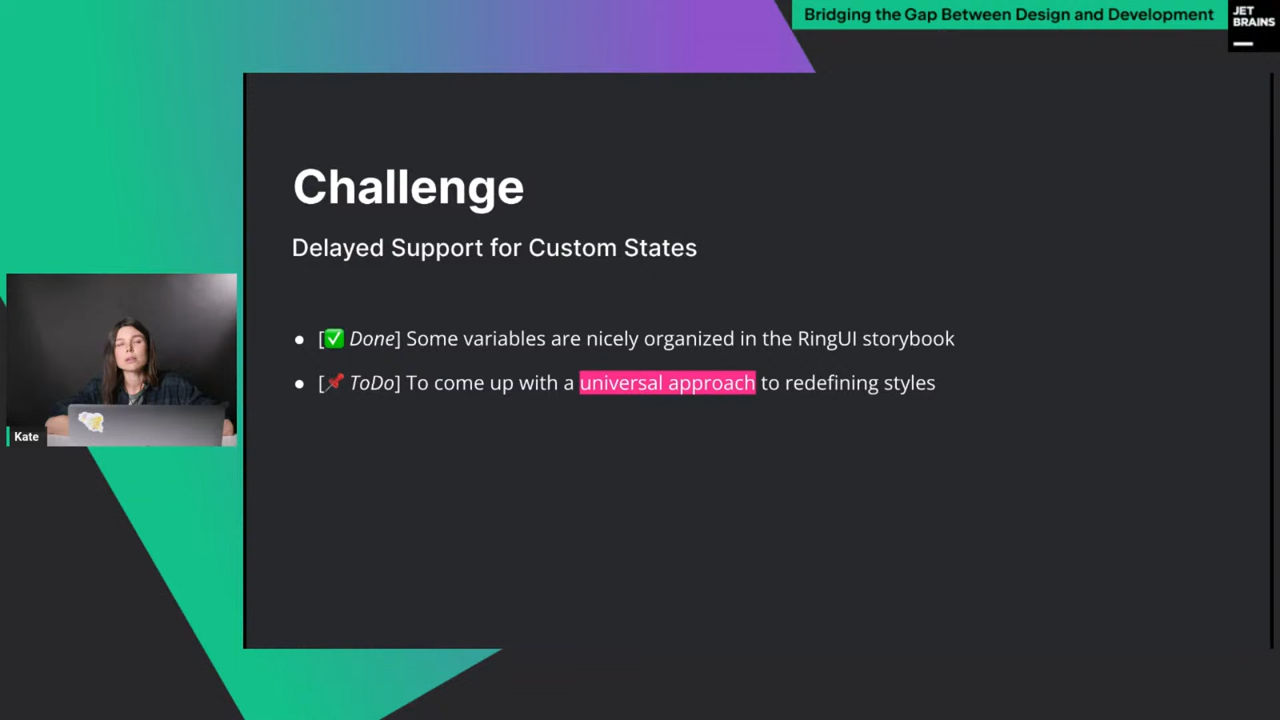 Bridging the Gap Between Design and Development
JET
BRAINS
Challenge
Delayed Support for Custom States
• [✅ Done] Some variables are nicely organized in the RingUI storybook
• [📌 ToDo] To come up with a universal approach to redefining styles
Kate